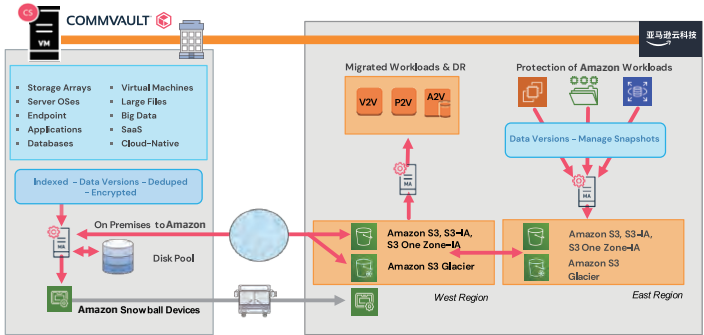 CS
VM
COMMVAULT
亚马逊云科技
Storage Arrays
Server OSes
Endpoint
Applications
Databases
Virtual Machines
Large Files
Big Data
SaaS
Cloud-Native
Indexed - Data Versions - Deduped
- Encrypted
On Premises to Amazon
MA
Disk Pool
Amazon Snowball Devices
Migrated Workloads & DR
V2V
P2V
A2V
MA
Amazon S3, S3-IA,
S3 One Zone-IA
Amazon S3 Glacier
West Region
Protection of Amazon Workloads
Data Versions - Manage Snapshots
MA
Amazon S3, S3-IA,
S3 One Zone-IA
Amazon S3
Glacier
East Region